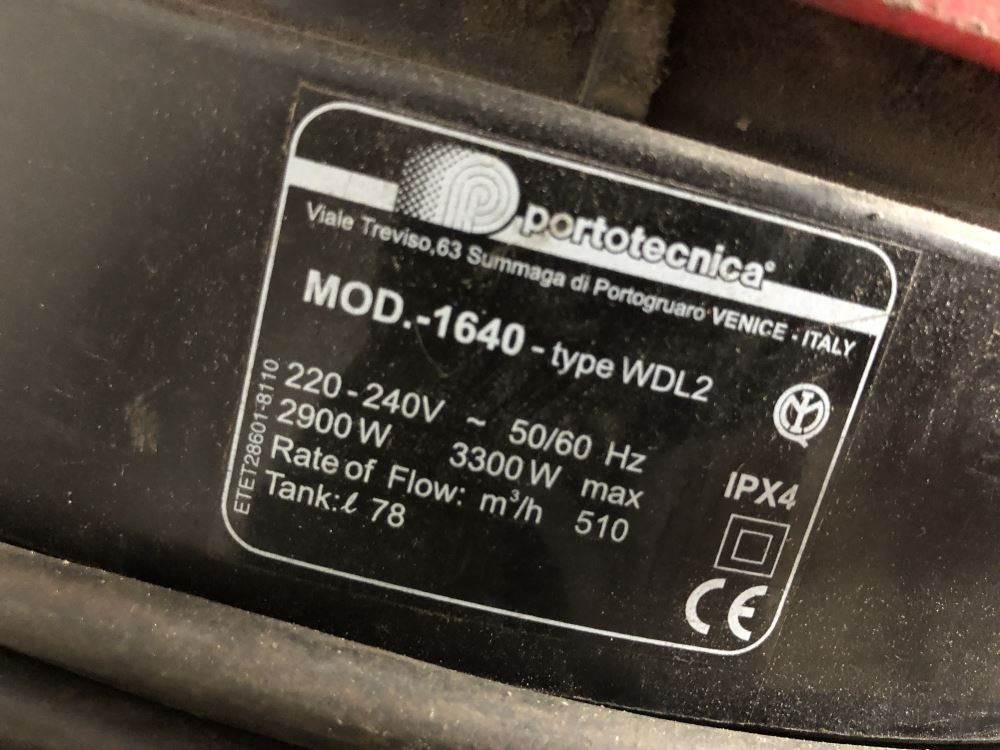 portotecnica®
Viale Treviso,63 Summaga di Portogruaro VENICE - ITALY
MOD.-1640 - type WDL2
220-240V ~ 50/60 Hz
2900 W 3300 W max
Rate of Flow: m³/h 510
Tank: ℓ 78
ETET28601-8110
IPX4
CE